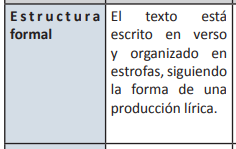 Estructura
formal
El texto está
escrito en verso
y organizado en
estrofas, siguiendo
la forma de una
producción lírica.